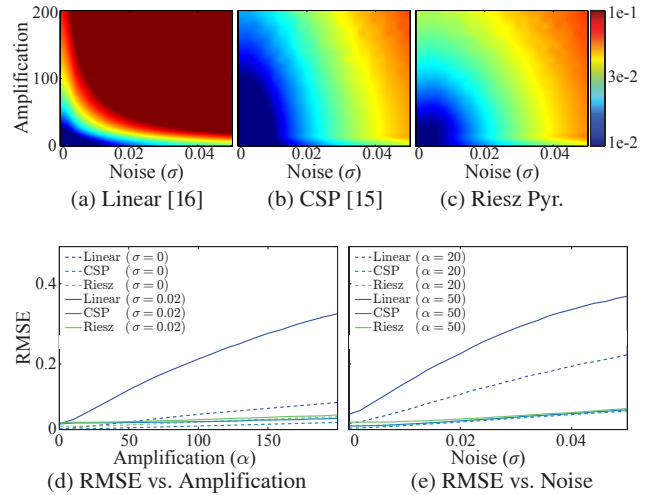 Amplification
200
100
0
0 0.02 0.04
0 0.02 0.04
0 0.02 0.04
1e-1
3e-2
1e-2
Noise (σ)
Noise (σ)
Noise (σ)
(a) Linear [16]
(b) CSP [15]
(c) Riesz Pyr.
RMSE
0.4
0.2
0
Linear (σ = 0)
CSP (σ = 0)
Riesz (σ = 0)
Linear (σ = 0.02)
CSP (σ = 0.02)
Riesz (σ = 0.02)
0 50 100 150
Amplification (α)
(d) RMSE vs. Amplification
Linear (α = 20)
CSP (α = 20)
Riesz (α = 20)
Linear (α = 50)
CSP (α = 50)
Riesz (α = 50)
0 0.02 0.04
Noise (σ)
(e) RMSE vs. Noise